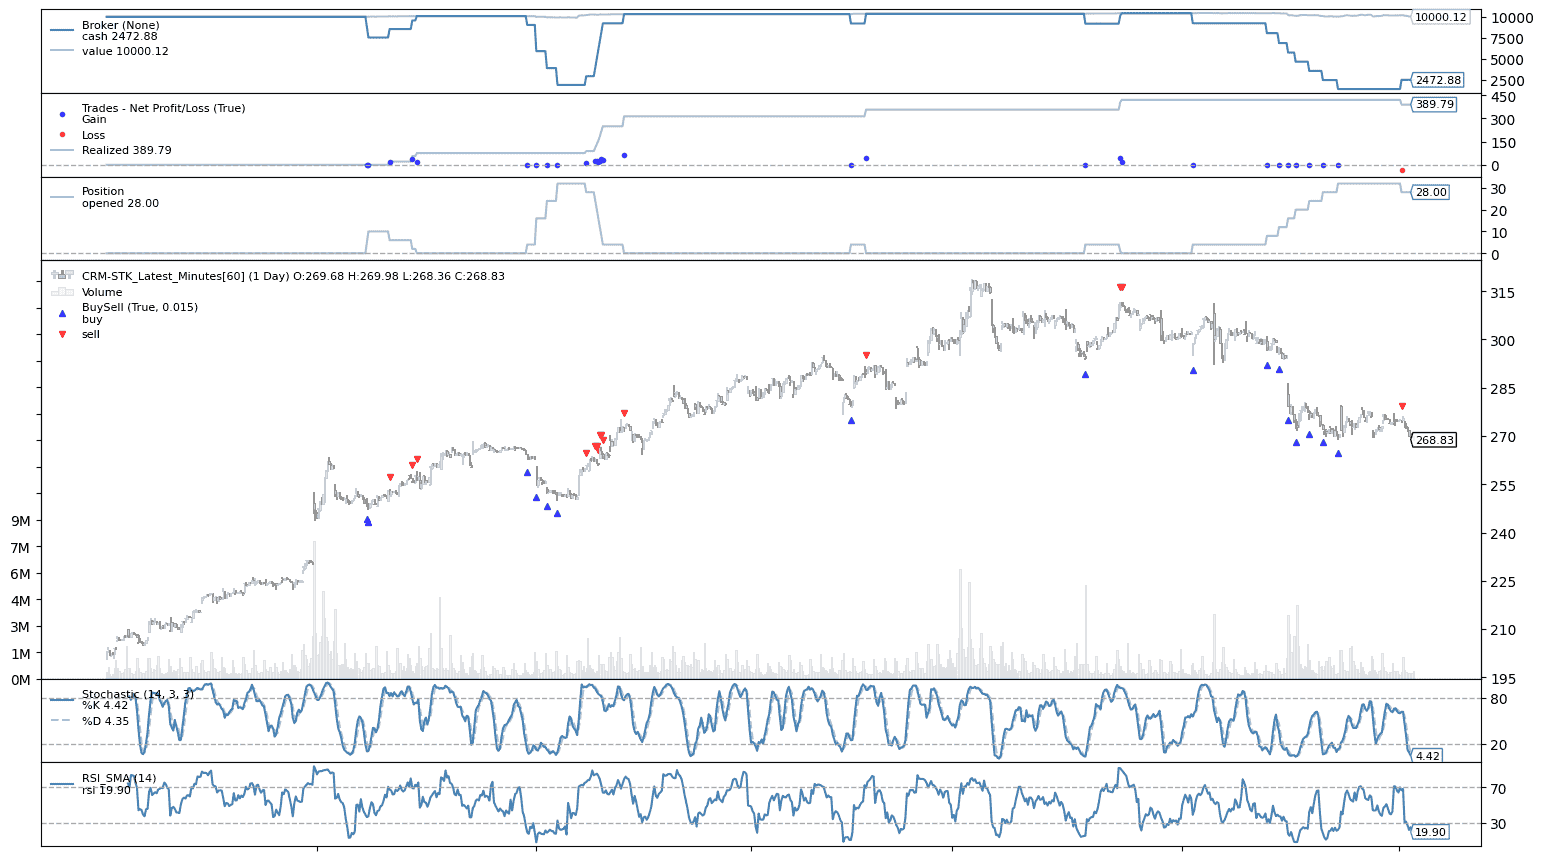 Broker (None)
cash 2472.88
value 10000.12
10000.12
2472.88
10000
7500
5000
2500
Trades - Net Profit/Loss (True)
Gain
Loss
Realized 389.79
389.79
450
300
150
0
Position
opened 28.00
28.00
30
20
10
0
CRM-STK_Latest_Minutes[60] (1 Day) O:269.68 H:269.98 L:268.36 C:268.83
Volume
BuySell (True, 0.015)
buy
sell
268.83
315
300
285
270
255
240
225
210
195
9M
7M
6M
4M
3M
1M
0M
Stochastic (14, 3, 3)
%K 4.42
%D 4.35
4.42
80
20
RSI_SMA (14)
rsi 19.90
19.90
70
30